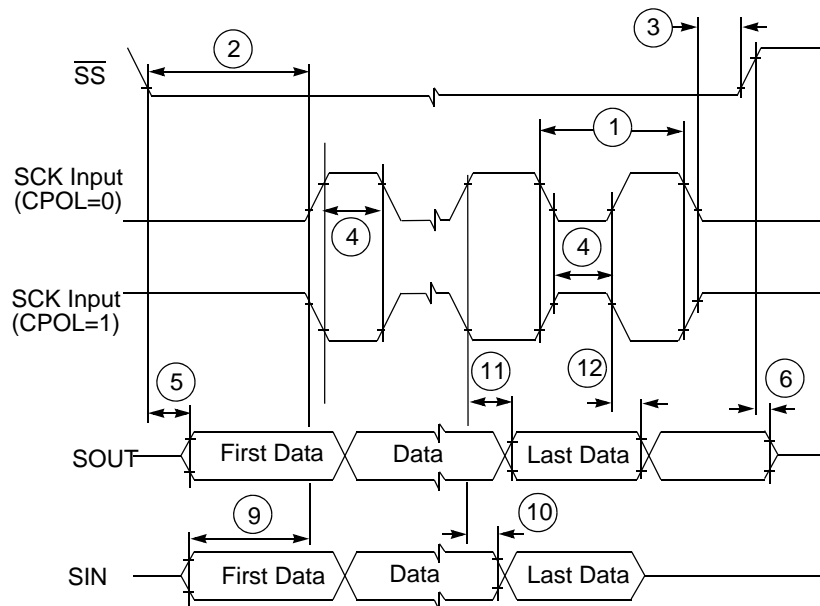 3
2
SS
1
SCK Input
(CPOL=0)
4
4
SCK Input
(CPOL=1)
5
11
12
6
SOUT
First Data
Data
Last Data
9
10
SIN
First Data
Data
Last Data